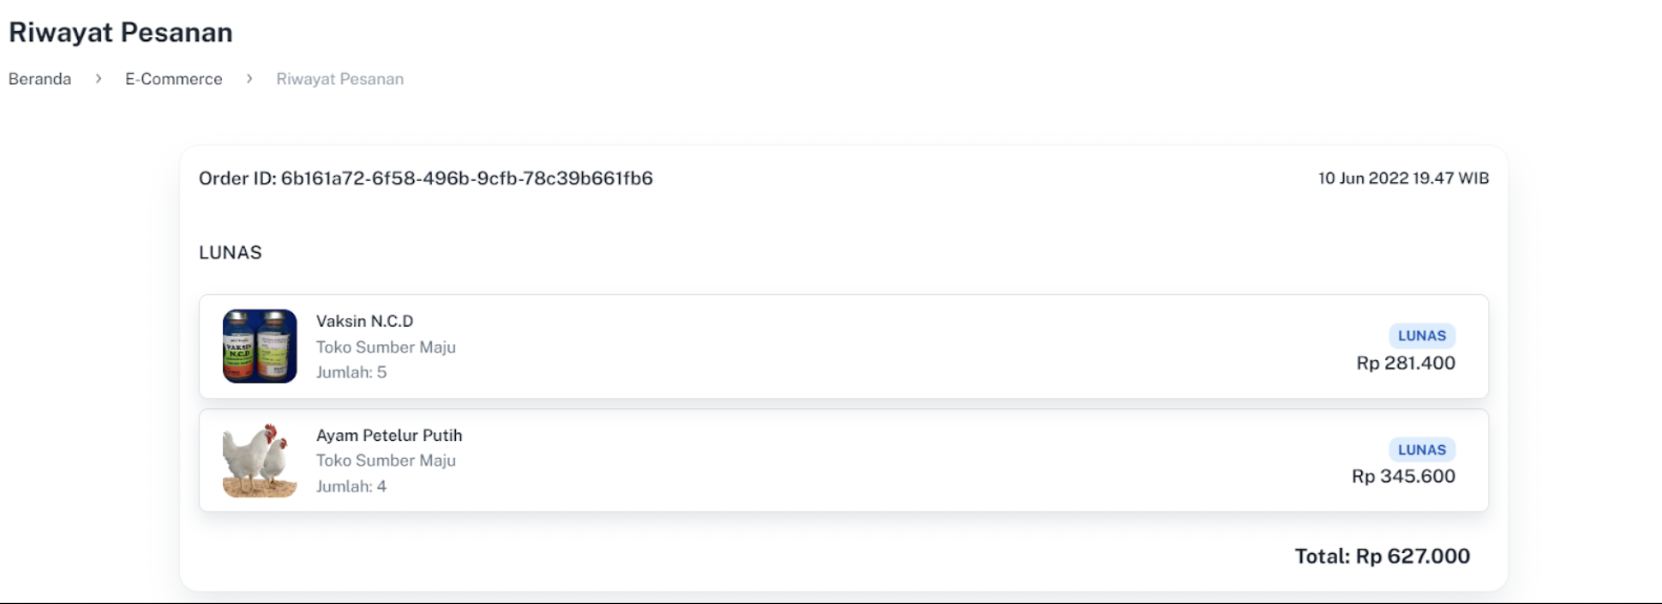 Riwayat Pesanan
Beranda > E-Commerce > Riwayat Pesanan
Order ID: 6b161a72-6f58-496b-9cfb-78c39b661fb6
10 Jun 2022 19.47 WIB
LUNAS
VAKSIN
N.C.D
Vaksin N.C.D
Toko Sumber Maju
Jumlah: 5
LUNAS
Rp 281.400
Ayam Petelur Putih
Toko Sumber Maju
Jumlah: 4
LUNAS
Rp 345.600
Total: Rp 627.000